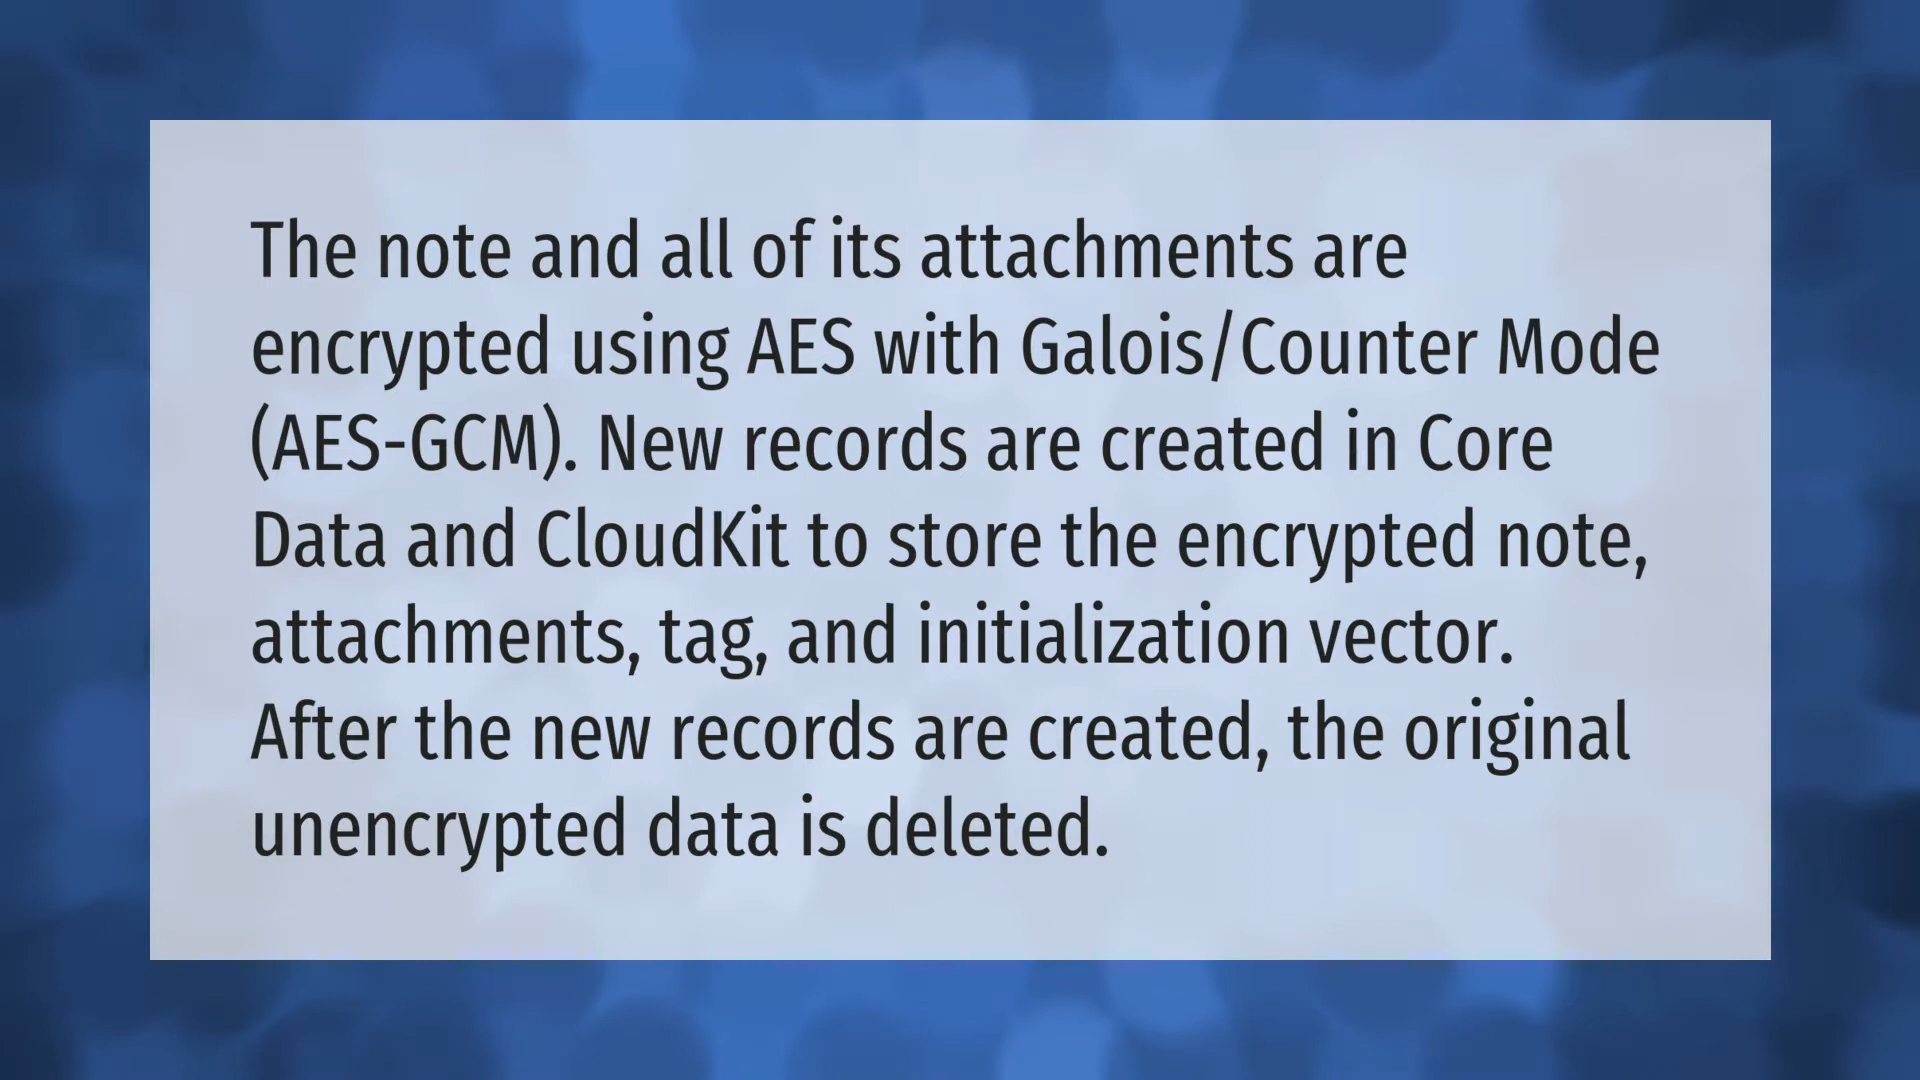 The note and all of its attachments are
encrypted using AES with Galois/Counter Mode
(AES-GCM). New records are created in Core
Data and CloudKit to store the encrypted note,
attachments, tag, and initialization vector.
After the new records are created, the original
unencrypted data is deleted.